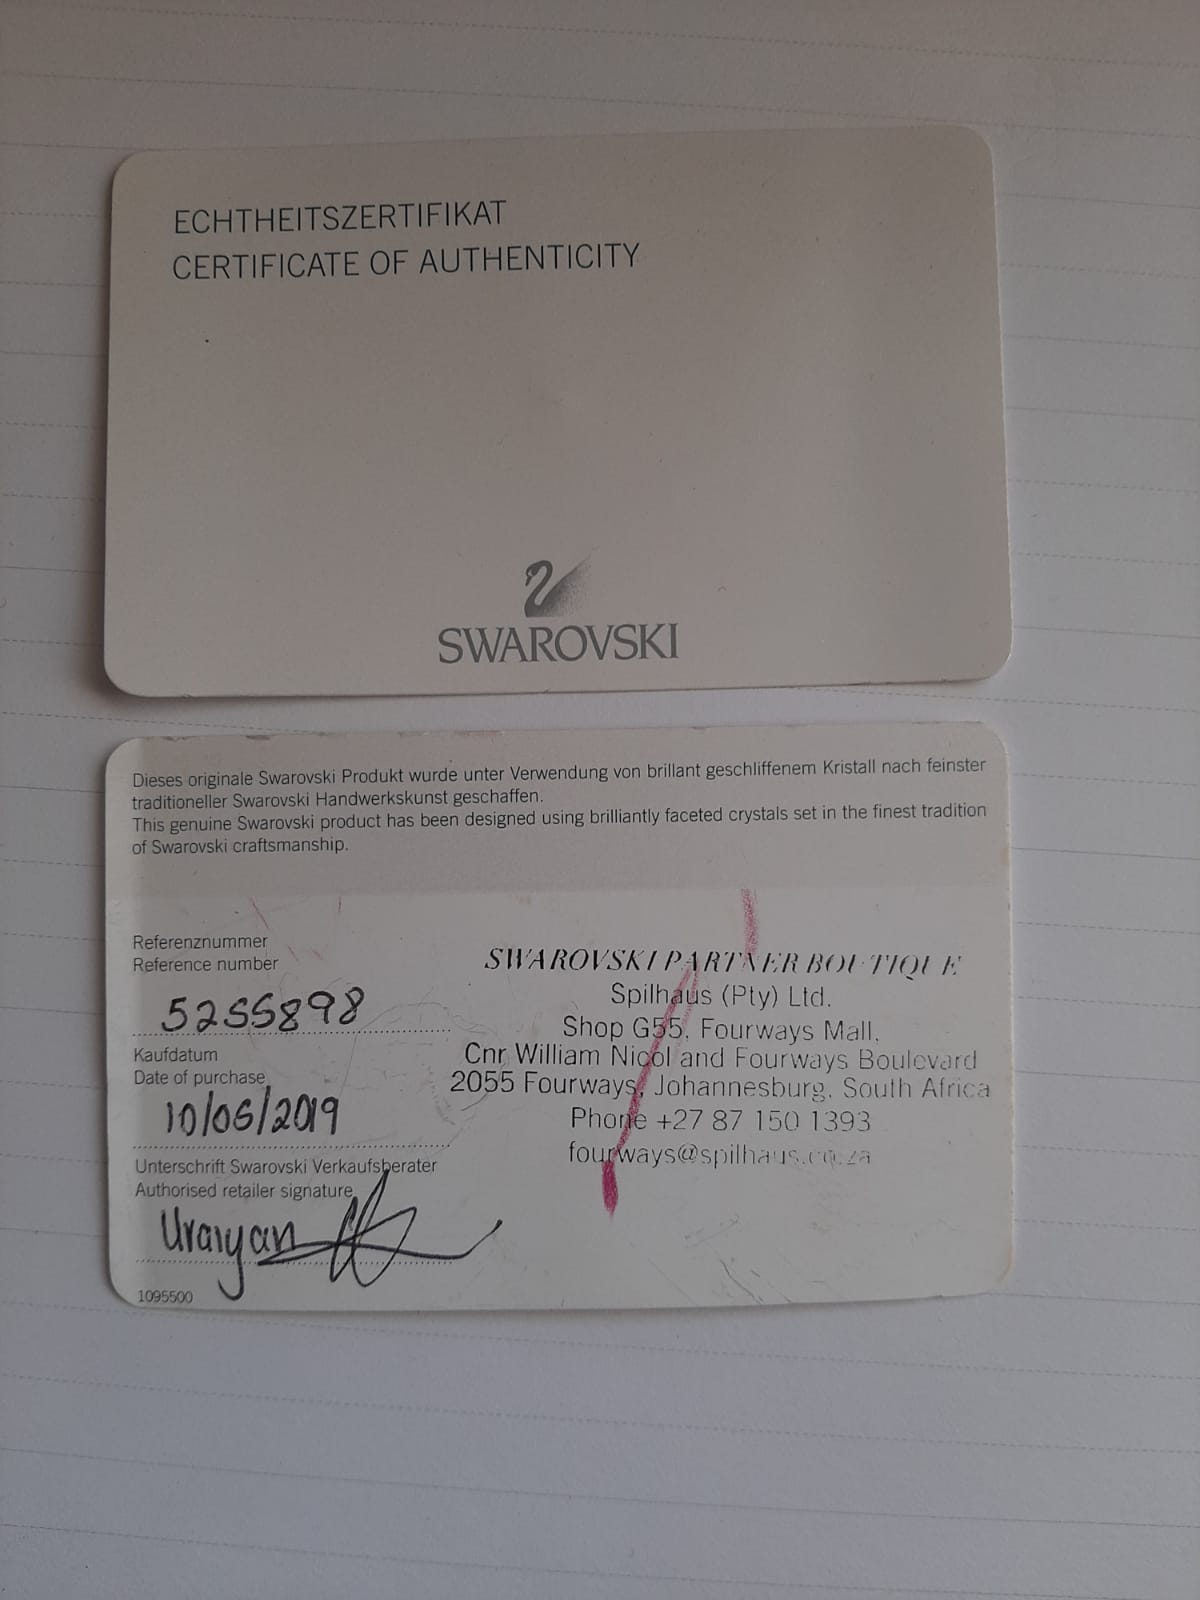 ECHTHEITSZERTIFIKAT
CERTIFICATE OF AUTHENTICITY
SWAROVSKI
Dieses originale Swarovski Produkt wurde unter Verwendung von brillant geschliffenem Kristall nach feinster
traditioneller Swarovski Handwerkskunst geschaffen.
This genuine Swarovski product has been designed using brilliantly faceted crystals set in the finest tradition
of Swarovski craftsmanship.
Referenznummer
Reference number
5255898
Kaufdatum
Date of purchase
10/05/2019
Unterschrift Swarovski Verkaufsberater
Authorised retailer signature
Uraiyan
1095500
SWAROVSKI PARTNER BOUTIQUE
Spilhaus (Pty) Ltd.
Shop G55, Fourways Mall,
Cnr William Nicol and Fourways Boulevard
2055 Fourways, Johannesburg, South Africa
Phone +27 87 150 1393
fourways@spilhaus.co.za